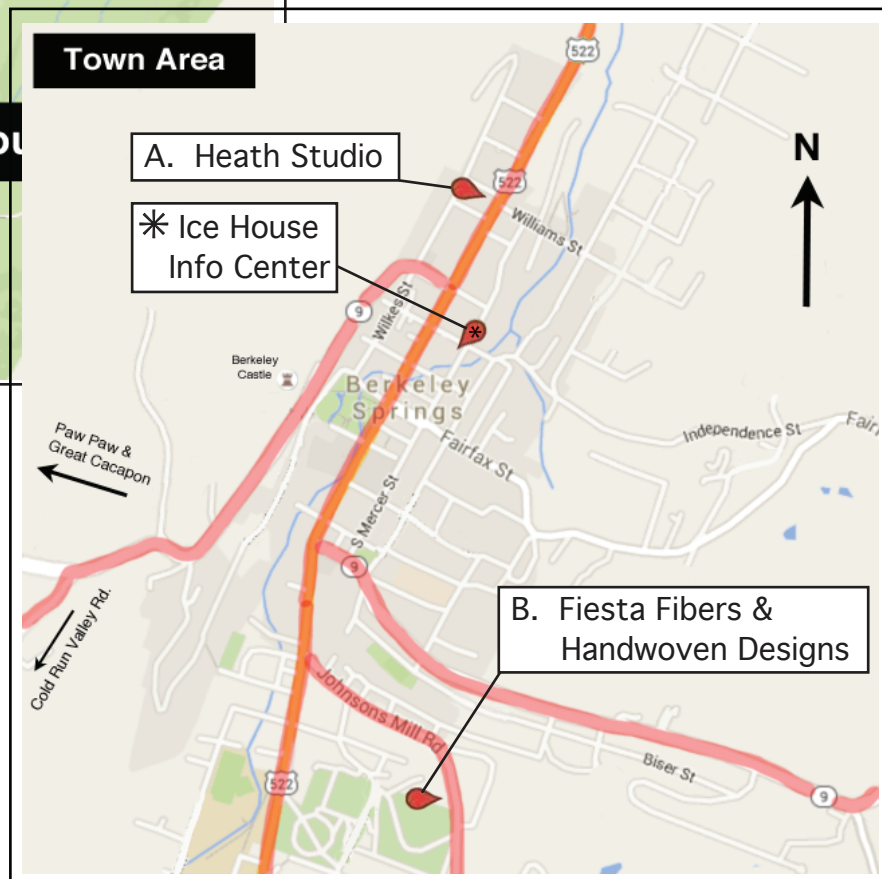 Town Area
522
A. Heath Studio
522
N
Williams St
* Ice House
Info Center
*
9
Wilkes St
Berkeley
Castle
Berkeley
Springs
Paw Paw &
Great Cacapon
Fairfax St
Independence St
S Mercer St
9
Cold Run Valley Rd.
B. Fiesta Fibers &
Handwoven Designs
Johnsons Mill Rd
Biser St
522
9